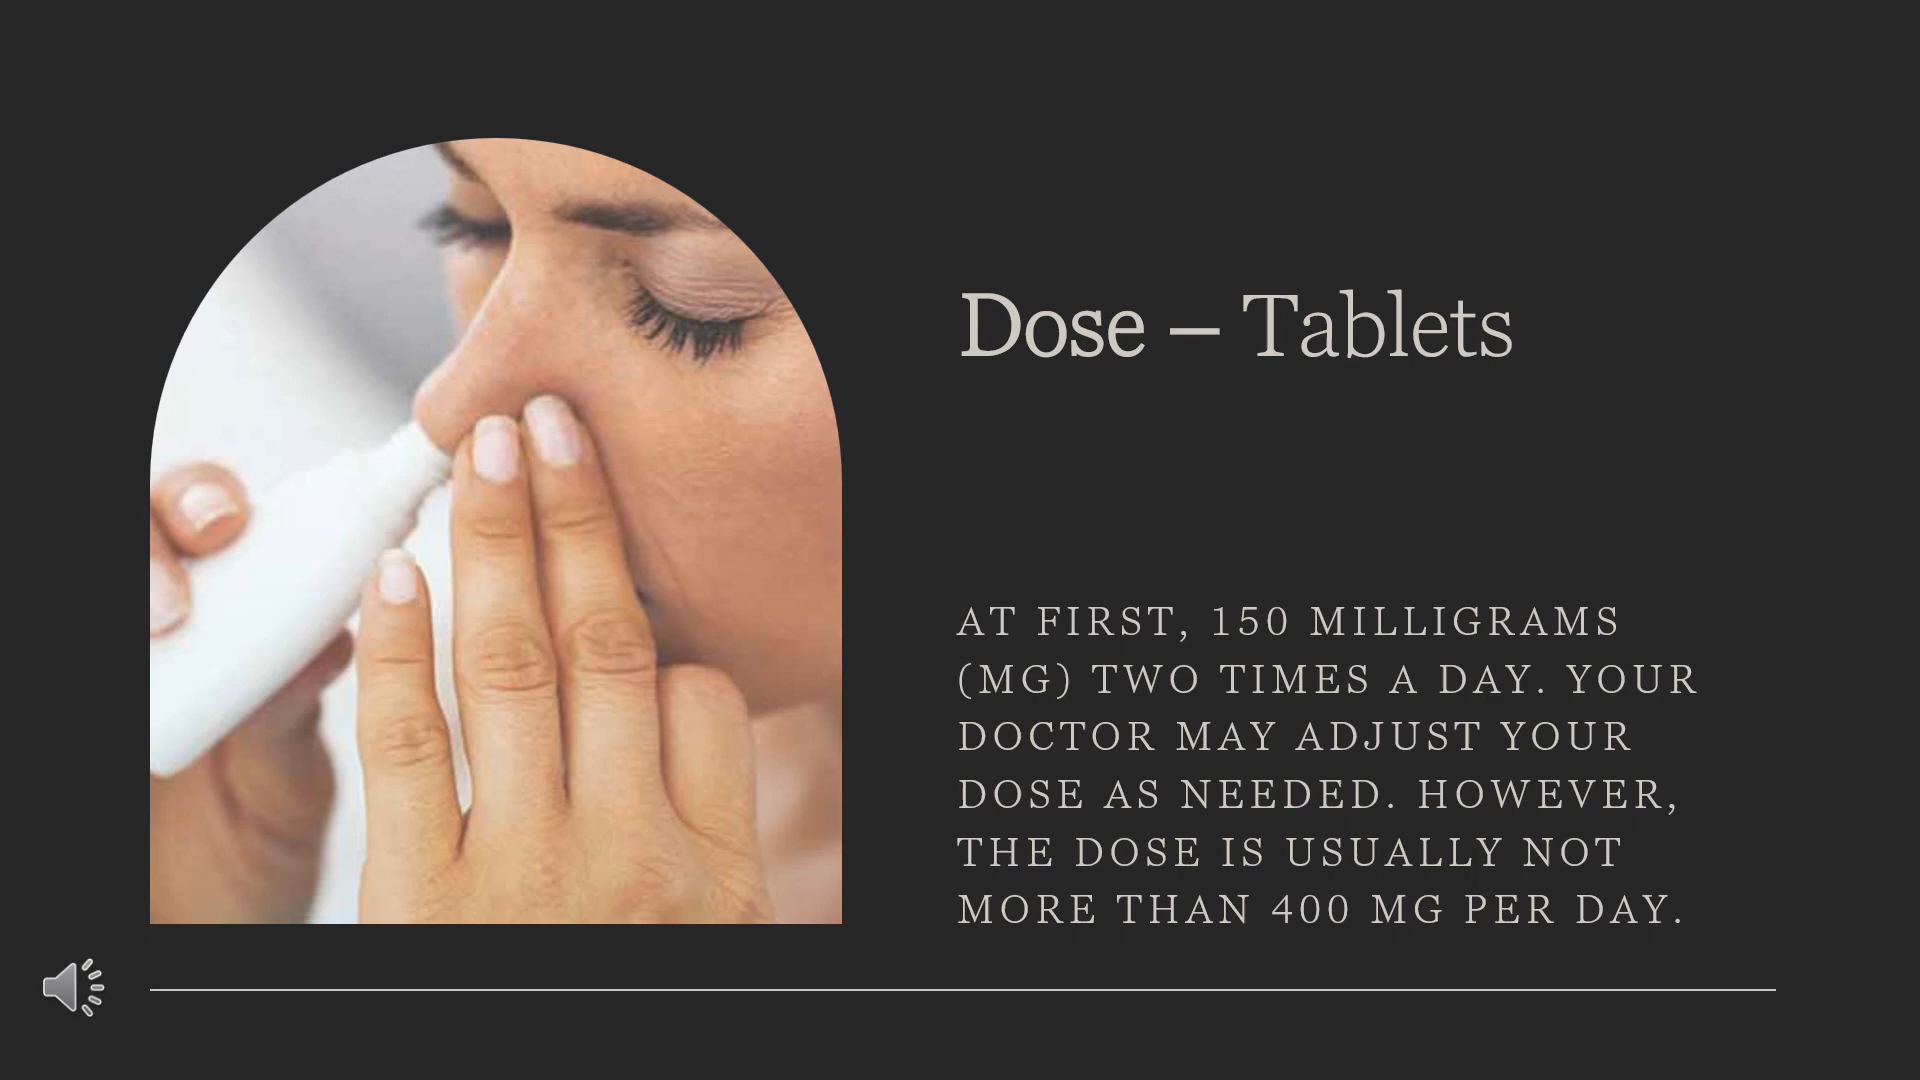 Dose – Tablets
AT FIRST, 150 MILLIGRAMS
(MG) TWO TIMES A DAY. YOUR
DOCTOR MAY ADJUST YOUR
DOSE AS NEEDED. HOWEVER,
THE DOSE IS USUALLY NOT
MORE THAN 400 MG PER DAY.